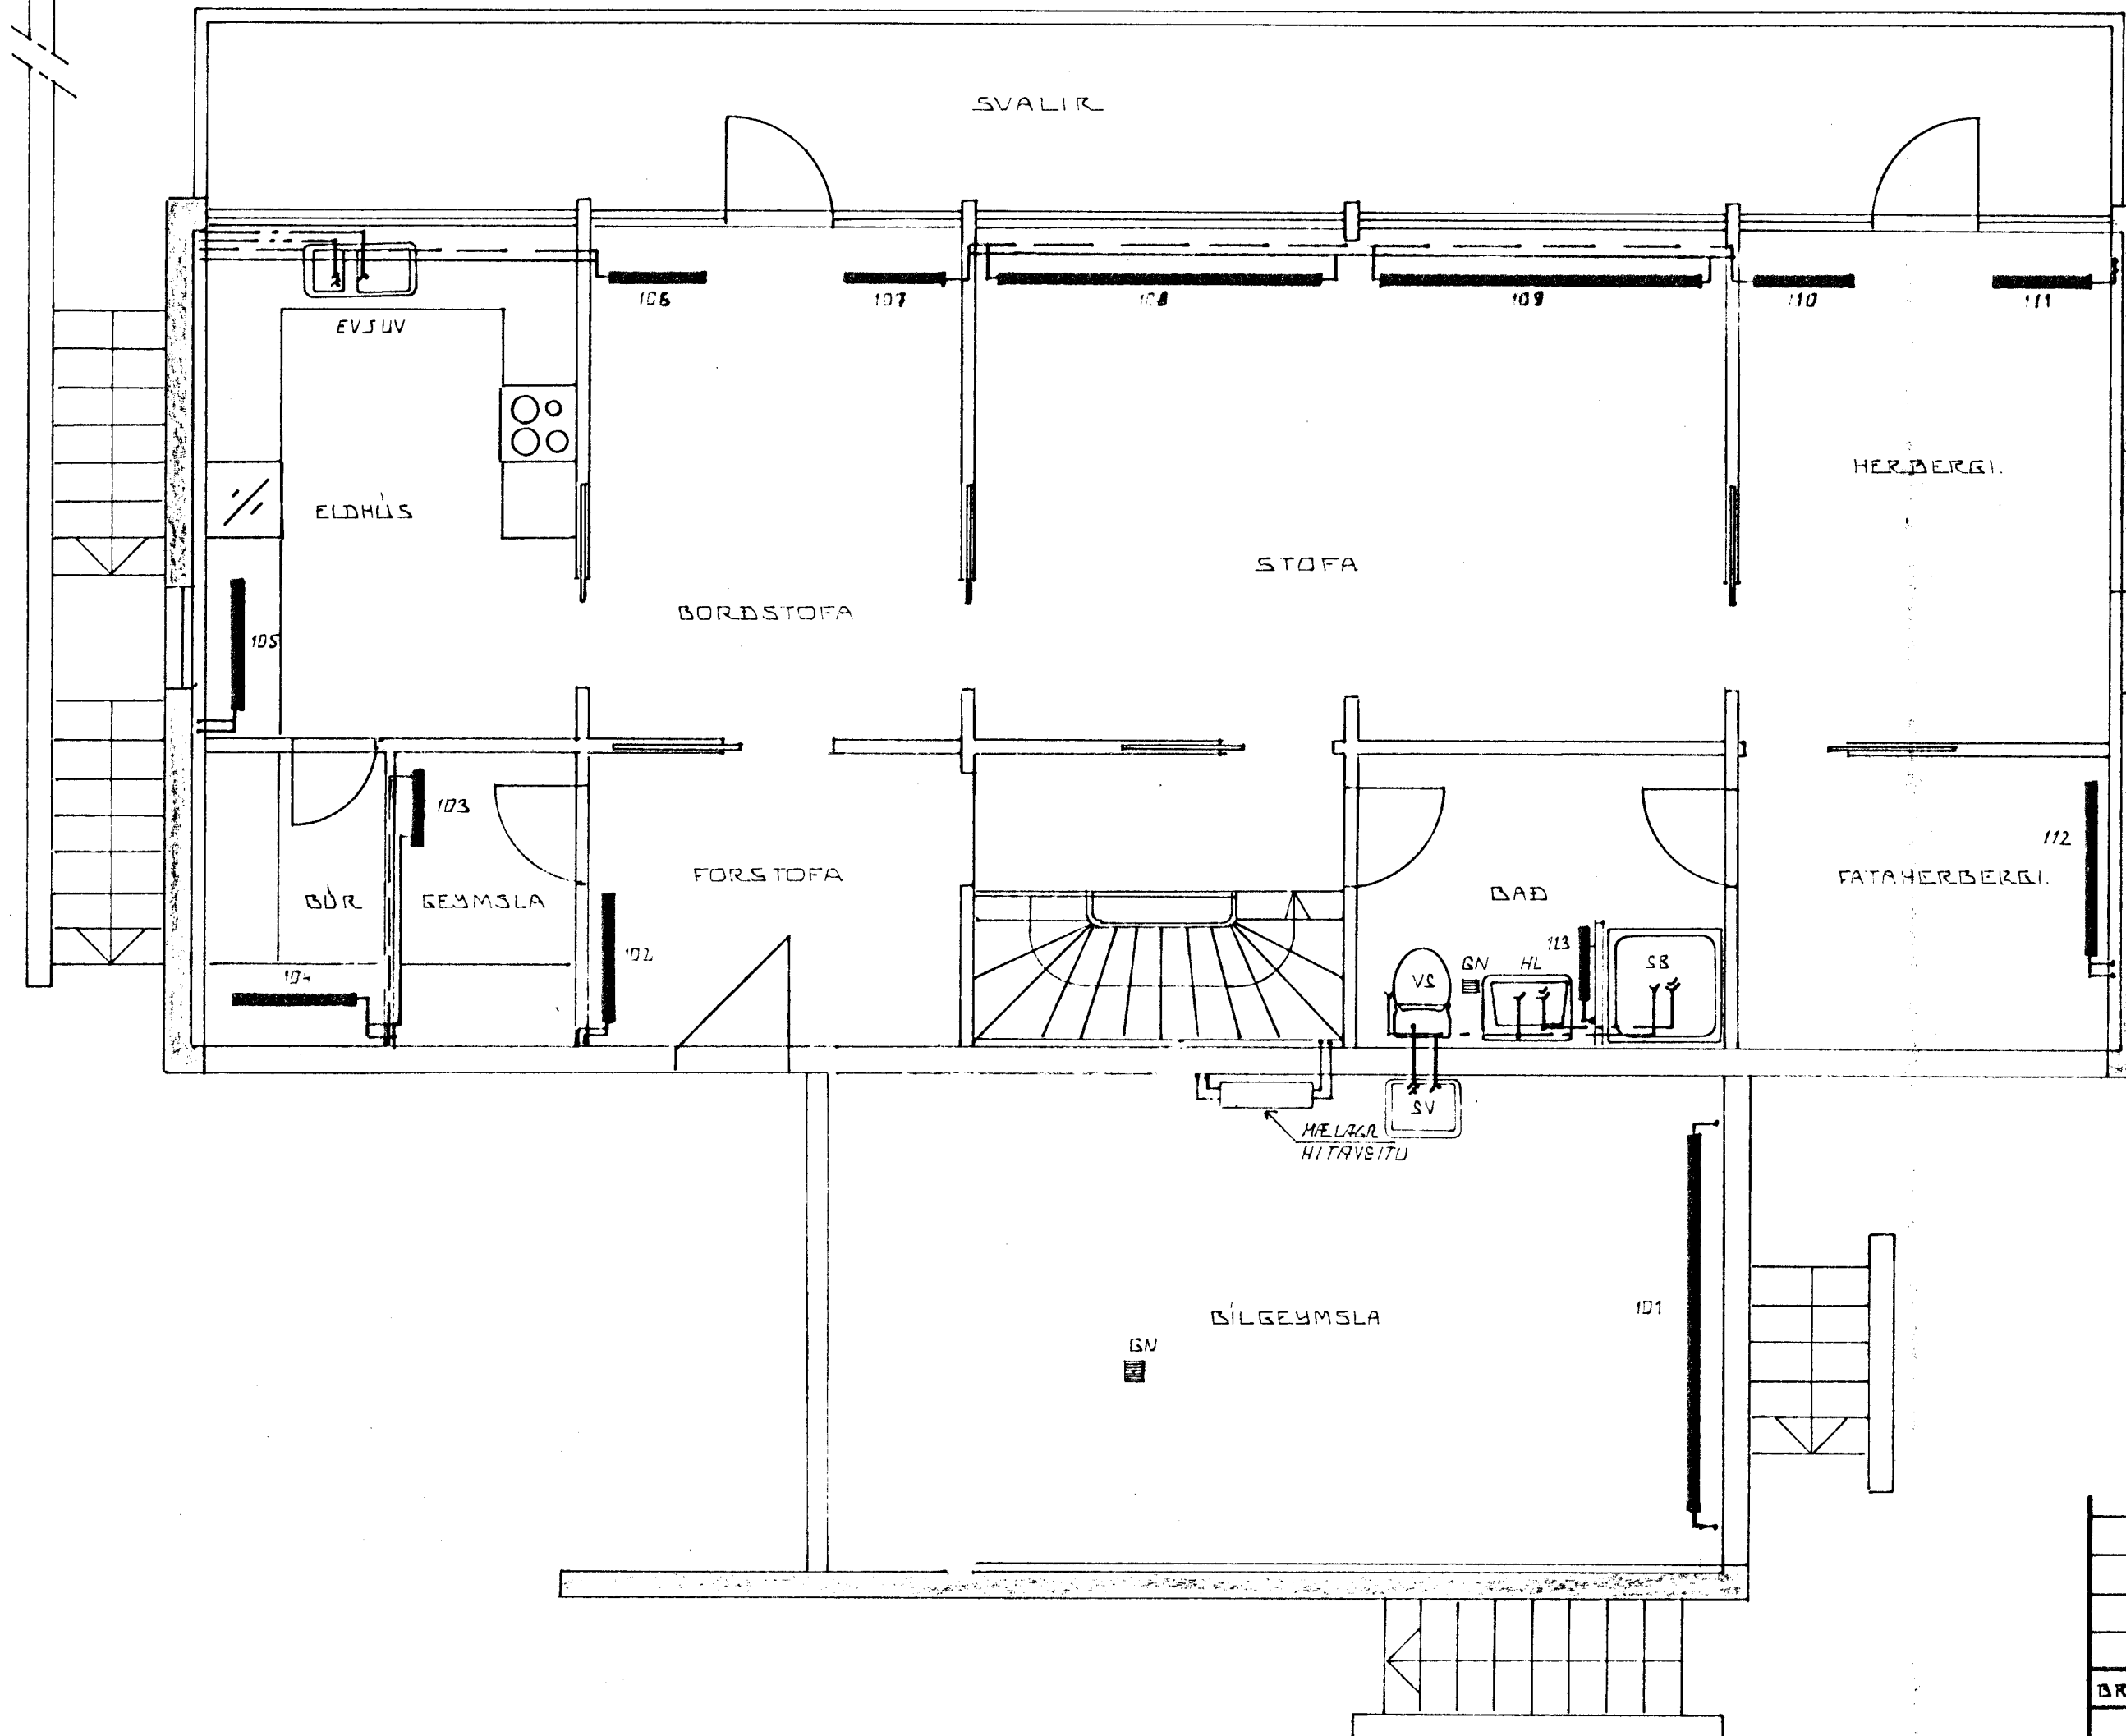 SVALIR
106
107
108
109
110
111
EVSUV
HERBERGI.
ELDHÚS
STOFA
BORÐSTOFA
105
103
112
FORSTOFA
FATAHERBERGI.
BÚR
GEYMSLA
BAÐ
113
102
104
VS
GN
HL
SB
SV
MÆLAGR
HITAVEITU
101
BÍLGEYMSLA
GN
BR